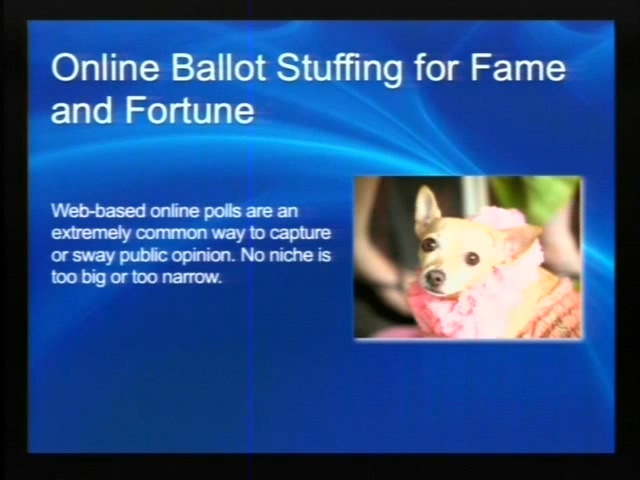 Online Ballot Stuffing for Fame
and Fortune
Web-based online polls are an
extremely common way to capture
or sway public opinion. No niche is
too big or too narrow.